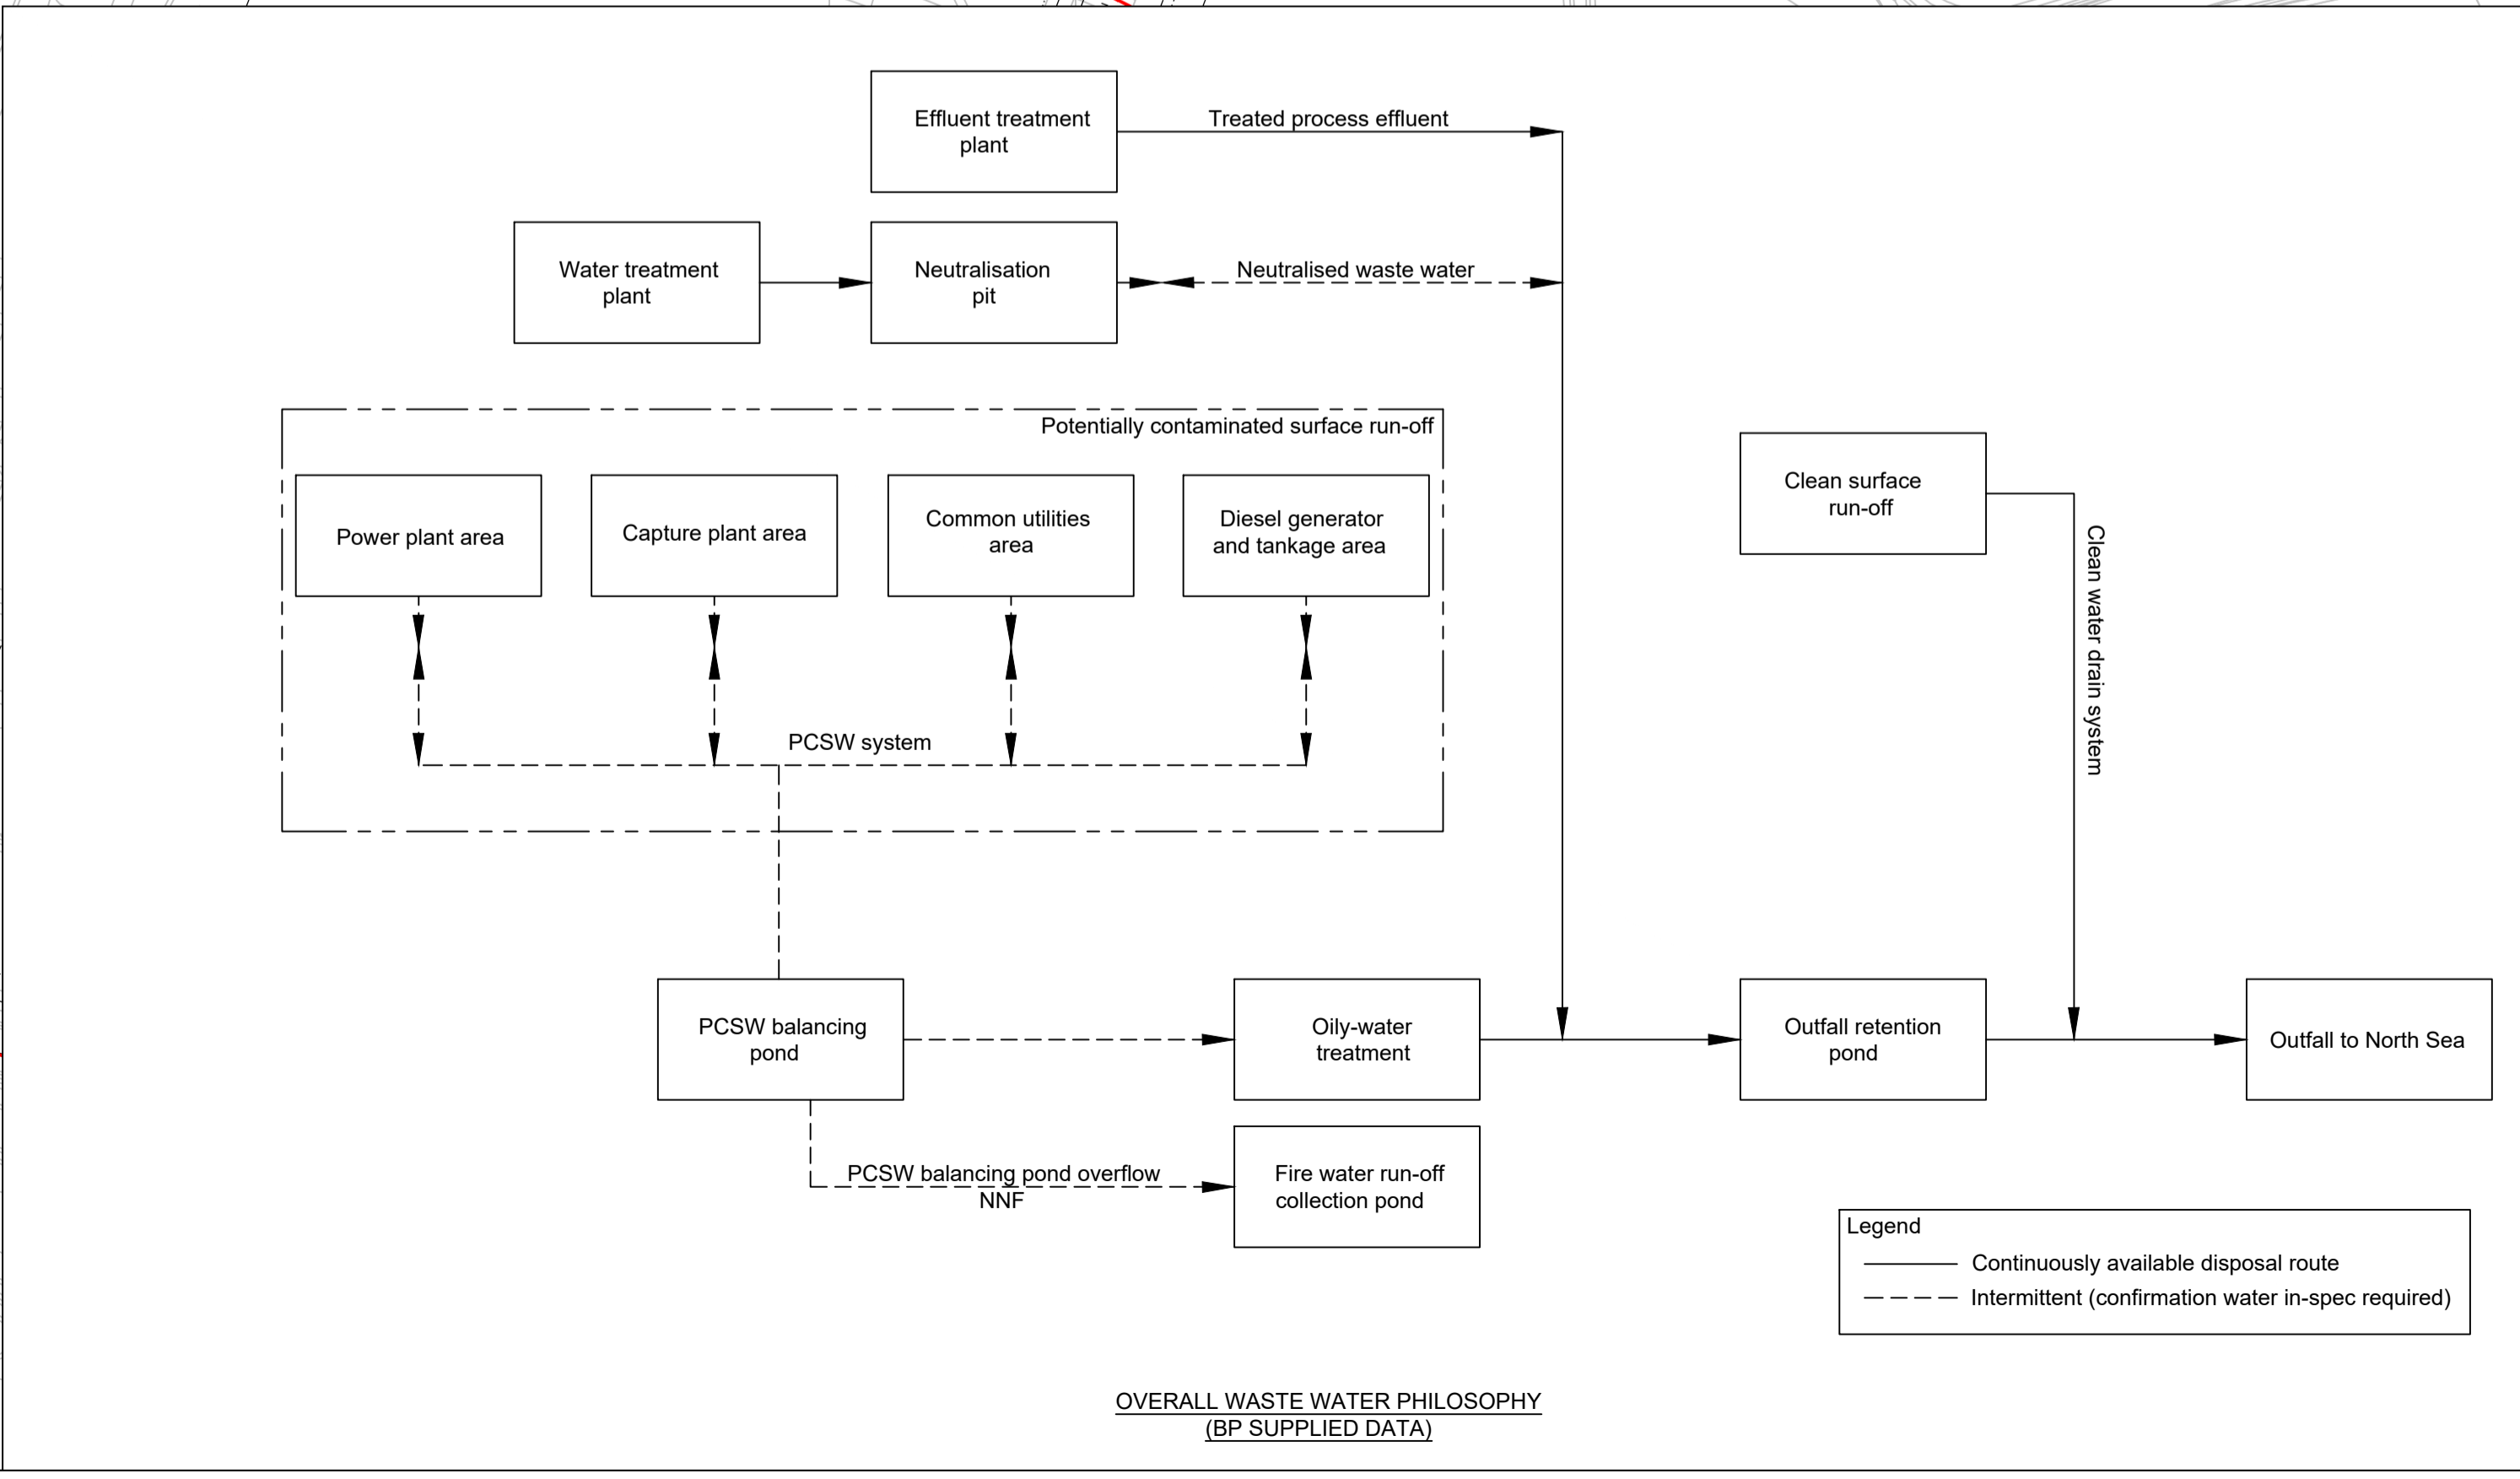 Effluent treatment
plant
Treated process effluent
Water treatment
plant
Neutralisation
pit
Neutralised waste water
Potentially contaminated surface run-off
Power plant area
Capture plant area
Common utilities
area
Diesel generator
and tankage area
PCSW system
Clean surface
run-off
Clean water drain system
PCSW balancing
pond
Oily-water
treatment
Outfall retention
pond
Outfall to North Sea
PCSW balancing pond overflow
NNF
Fire water run-off
collection pond
Legend
Continuously available disposal route
Intermittent (confirmation water in-spec required)
OVERALL WASTE WATER PHILOSOPHY
(BP SUPPLIED DATA)